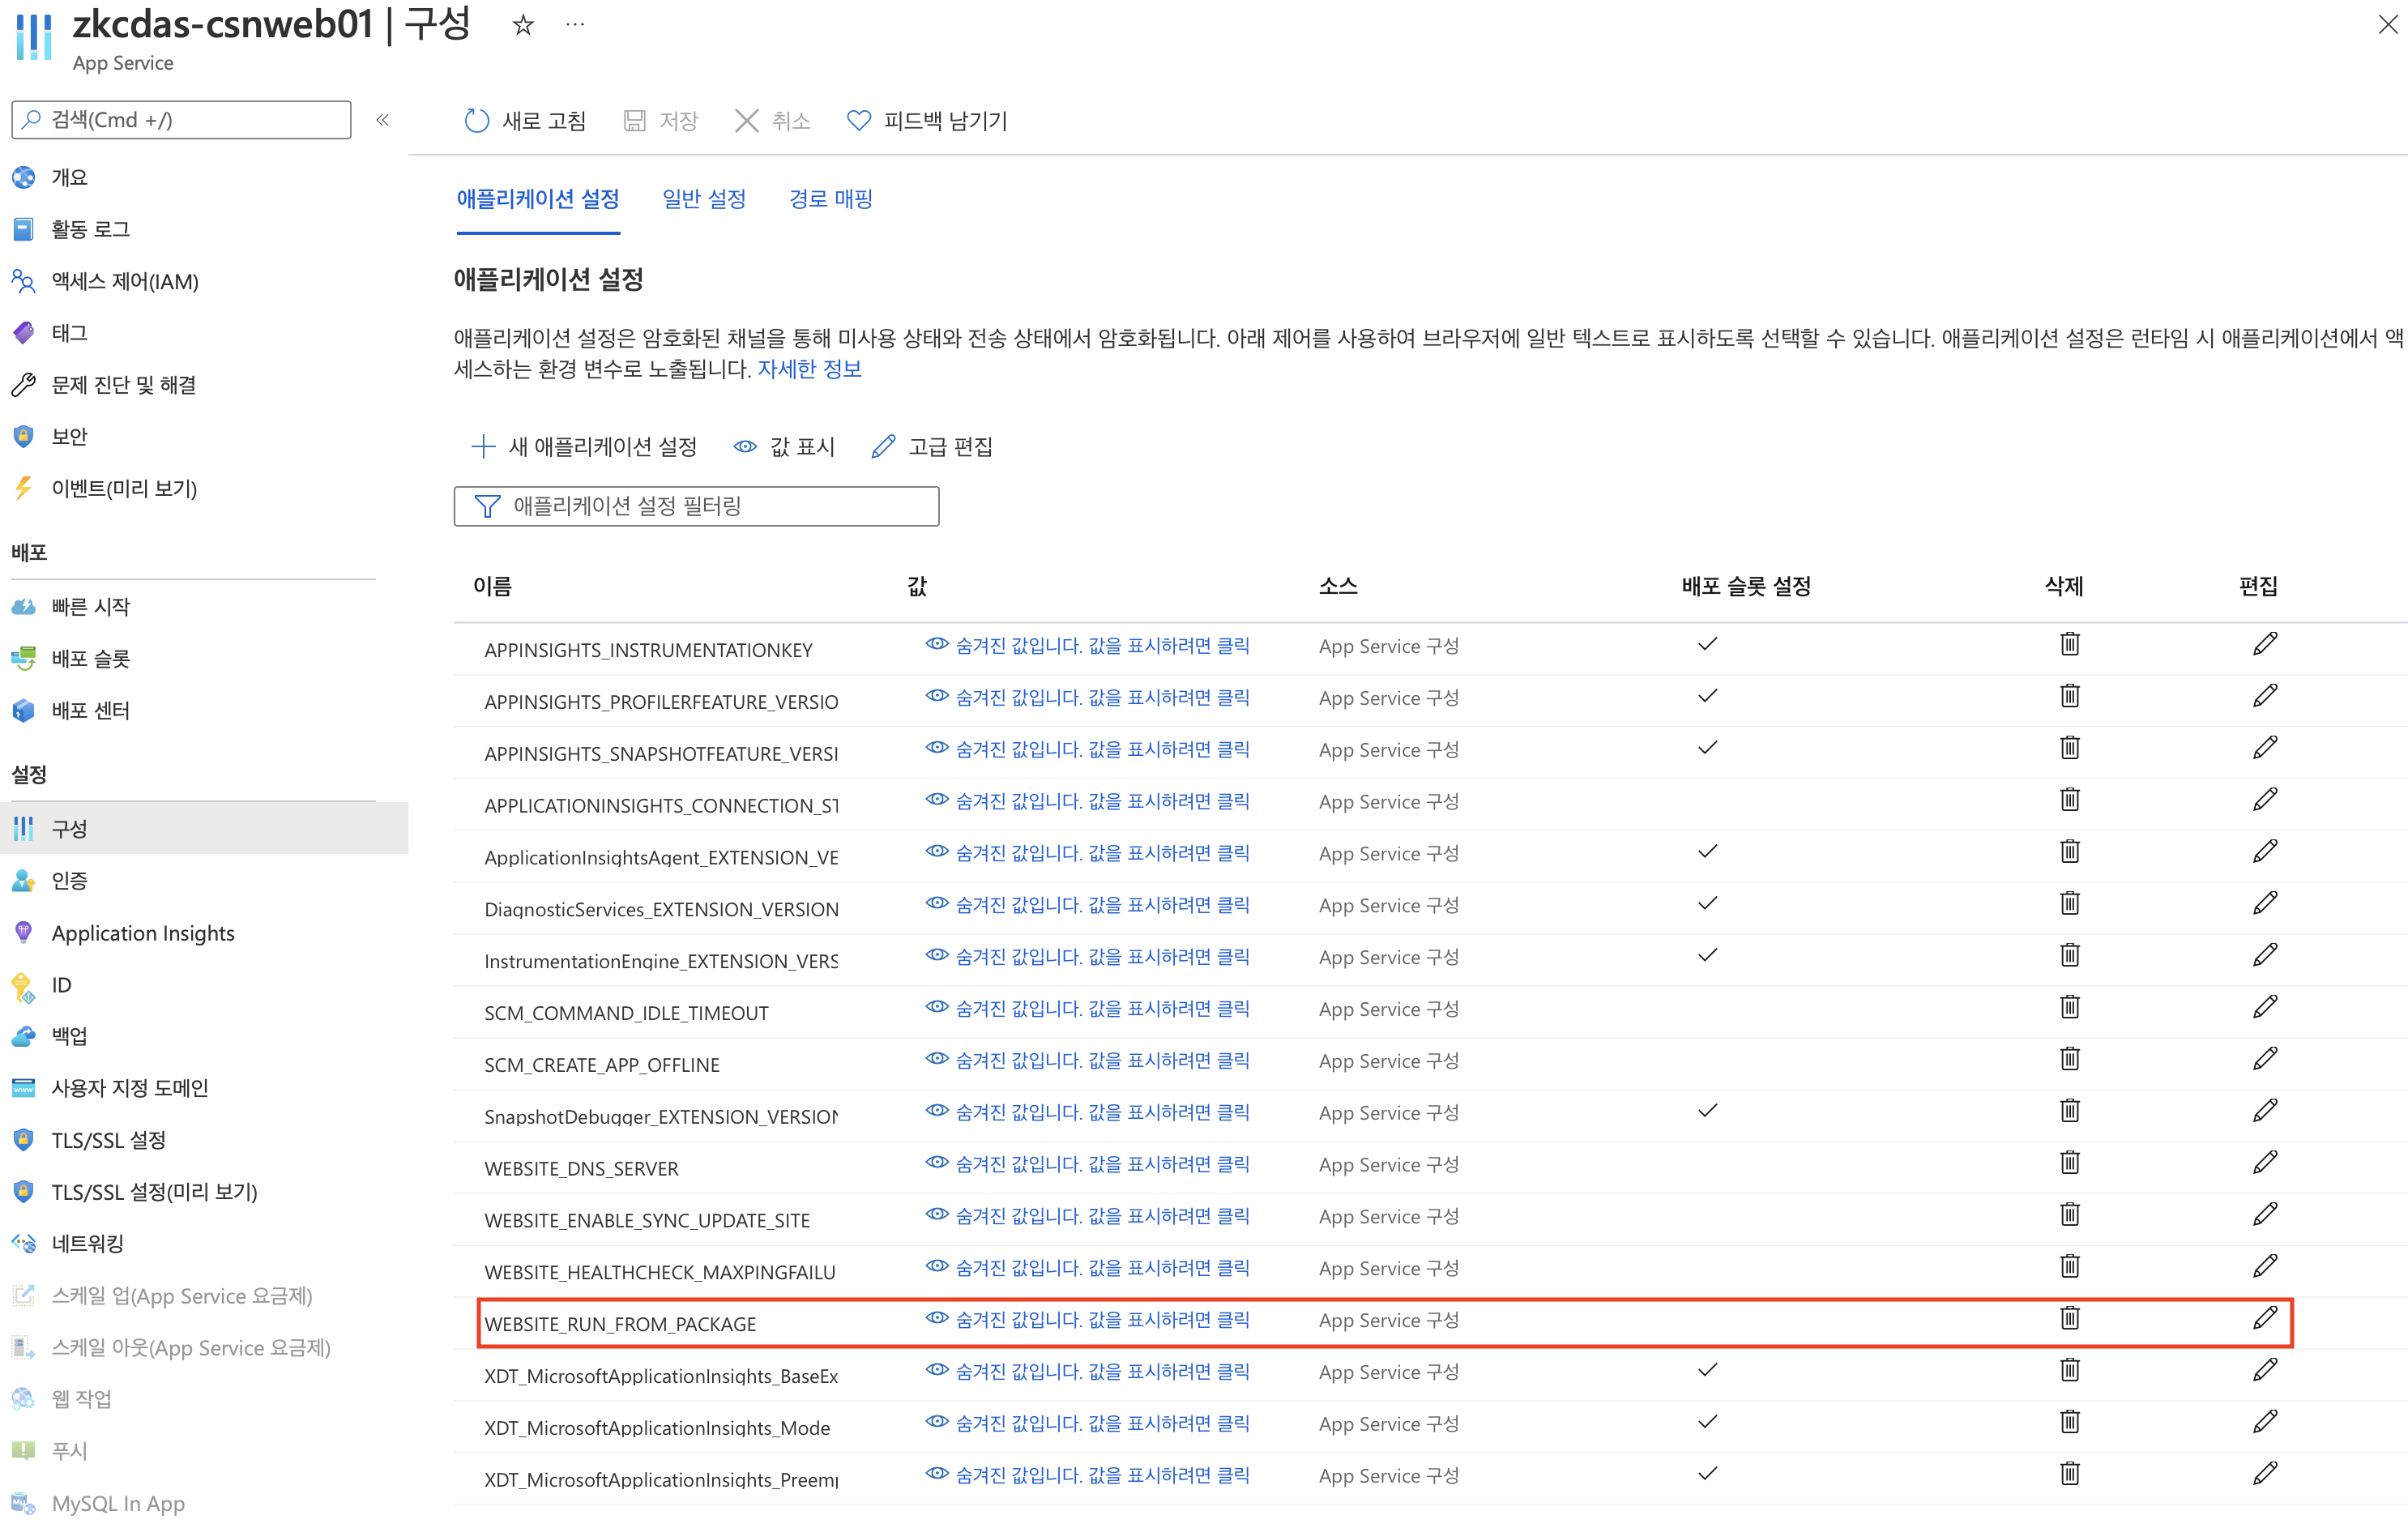 zkcdas-csnweb01 | 구성
App Service
검색(Cmd +/)
새로 고침 저장 취소 피드백 남기기
개요
활동 로그
액세스 제어(IAM)
태그
문제 진단 및 해결
보안
이벤트(미리 보기)
배포
빠른 시작
배포 슬롯
배포 센터
설정
구성
인증
Application Insights
ID
백업
사용자 지정 도메인
TLS/SSL 설정
TLS/SSL 설정(미리 보기)
네트워킹
스케일 업(App Service 요금제)
스케일 아웃(App Service 요금제)
웹 작업
푸시
MySQL In App
애플리케이션 설정 일반 설정 경로 매핑
애플리케이션 설정
애플리케이션 설정은 암호화된 채널을 통해 미사용 상태와 전송 상태에서 암호화됩니다. 아래 제어를 사용하여 브라우저에 일반 텍스트로 표시하도록 선택할 수 있습니다. 애플리케이션 설정은 런타임 시 애플리케이션에서 액
세스하는 환경 변수로 노출됩니다. 자세한 정보
새 애플리케이션 설정 값 표시 고급 편집
애플리케이션 설정 필터링
이름 값 소스 배포 슬롯 설정 삭제 편집
APPINSIGHTS_INSTRUMENTATIONKEY 숨겨진 값입니다. 값을 표시하려면 클릭 App Service 구성
APPINSIGHTS_PROFILERFEATURE_VERSIO 숨겨진 값입니다. 값을 표시하려면 클릭 App Service 구성
APPINSIGHTS_SNAPSHOTFEATURE_VERSI 숨겨진 값입니다. 값을 표시하려면 클릭 App Service 구성
APPLICATIONINSIGHTS_CONNECTION_ST 숨겨진 값입니다. 값을 표시하려면 클릭 App Service 구성
ApplicationInsightsAgent_EXTENSION_VE 숨겨진 값입니다. 값을 표시하려면 클릭 App Service 구성
DiagnosticServices_EXTENSION_VERSION 숨겨진 값입니다. 값을 표시하려면 클릭 App Service 구성
InstrumentationEngine_EXTENSION_VERS 숨겨진 값입니다. 값을 표시하려면 클릭 App Service 구성
SCM_COMMAND_IDLE_TIMEOUT 숨겨진 값입니다. 값을 표시하려면 클릭 App Service 구성
SCM_CREATE_APP_OFFLINE 숨겨진 값입니다. 값을 표시하려면 클릭 App Service 구성
SnapshotDebugger_EXTENSION_VERSION 숨겨진 값입니다. 값을 표시하려면 클릭 App Service 구성
WEBSITE_DNS_SERVER 숨겨진 값입니다. 값을 표시하려면 클릭 App Service 구성
WEBSITE_ENABLE_SYNC_UPDATE_SITE 숨겨진 값입니다. 값을 표시하려면 클릭 App Service 구성
WEBSITE_HEALTHCHECK_MAXPINGFAILU 숨겨진 값입니다. 값을 표시하려면 클릭 App Service 구성
WEBSITE_RUN_FROM_PACKAGE 숨겨진 값입니다. 값을 표시하려면 클릭 App Service 구성
XDT_MicrosoftApplicationInsights_BaseEx 숨겨진 값입니다. 값을 표시하려면 클릭 App Service 구성
XDT_MicrosoftApplicationInsights_Mode 숨겨진 값입니다. 값을 표시하려면 클릭 App Service 구성
XDT_MicrosoftApplicationInsights_Preemp 숨겨진 값입니다. 값을 표시하려면 클릭 App Service 구성